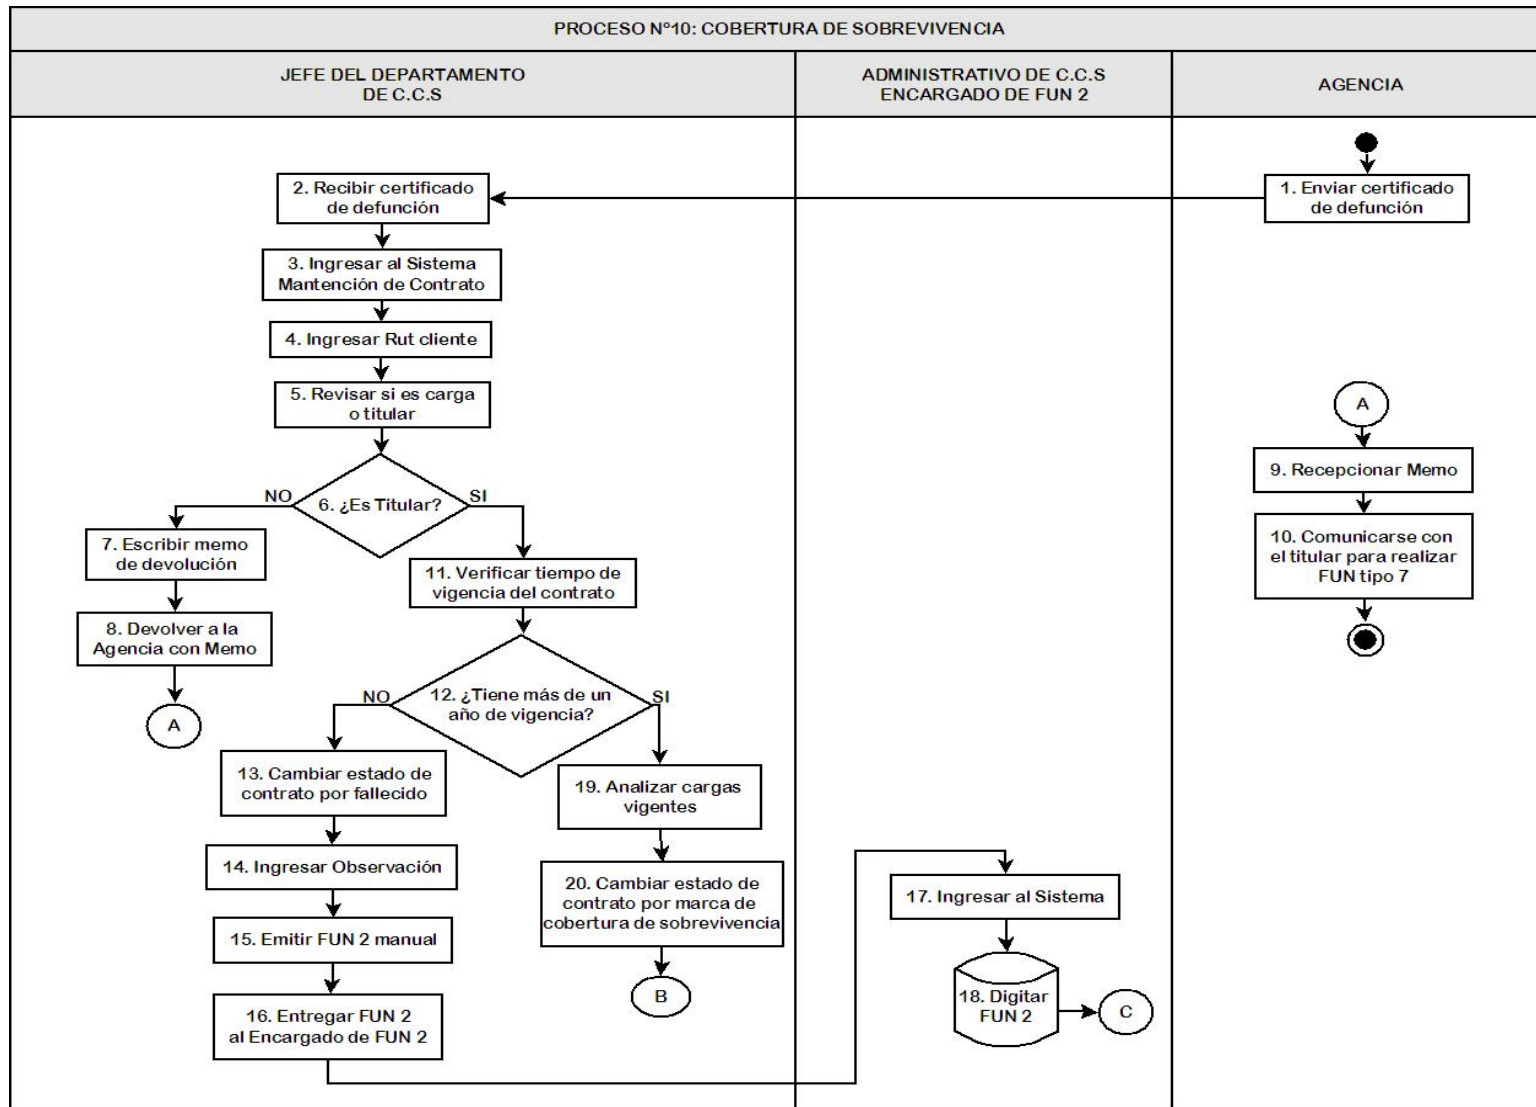 PROCESO Nº10: COBERTURA DE SOBREVIVENCIA
JEFE DEL DEPARTAMENTO
DE C.C.S
ADMINISTRATIVO DE C.C.S
ENCARGADO DE FUN 2
AGENCIA
1. Enviar certificado
de defunción
2. Recibir certificado
de defunción
3. Ingresar al Sistema
Mantención de Contrato
4. Ingresar Rut cliente
5. Revisar si es carga
o titular
6. ¿Es Titular?
NO
SI
7. Escribir memo
de devolución
8. Devolver a la
Agencia con Memo
A
A
9. Recepcionar Memo
10. Comunicarse con
el titular para realizar
FUN tipo 7
11. Verificar tiempo de
vigencia del contrato
12. ¿Tiene más de un
año de vigencia?
NO
SI
13. Cambiar estado de
contrato por fallecido
14. Ingresar Observación
15. Emitir FUN 2 manual
16. Entregar FUN 2
al Encargado de FUN 2
17. Ingresar al Sistema
18. Digitar
FUN 2
C
19. Analizar cargas
vigentes
20. Cambiar estado de
contrato por marca de
cobertura de sobrevivencia
B